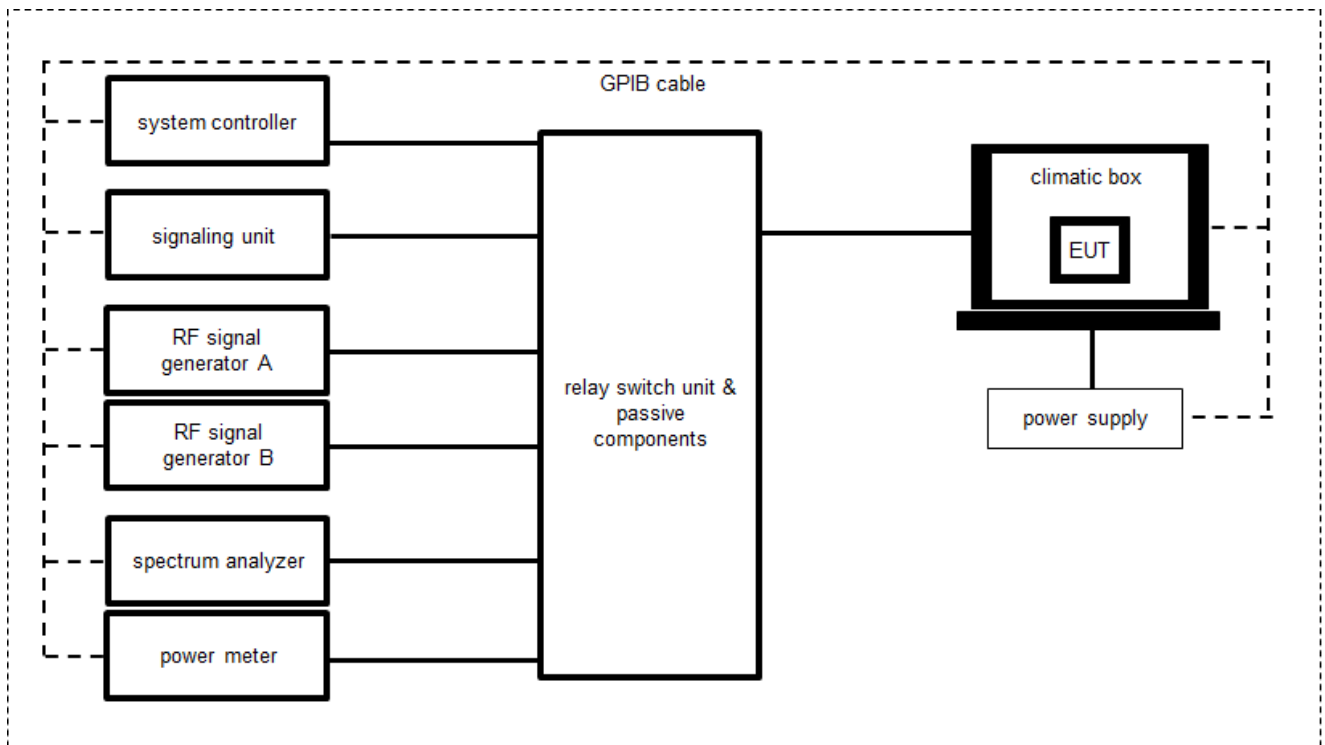 GPIB cable
system controller
signaling unit
RF signal
generator A
RF signal
generator B
spectrum analyzer
power meter
relay switch unit &
passive
components
climatic box
EUT
power supply